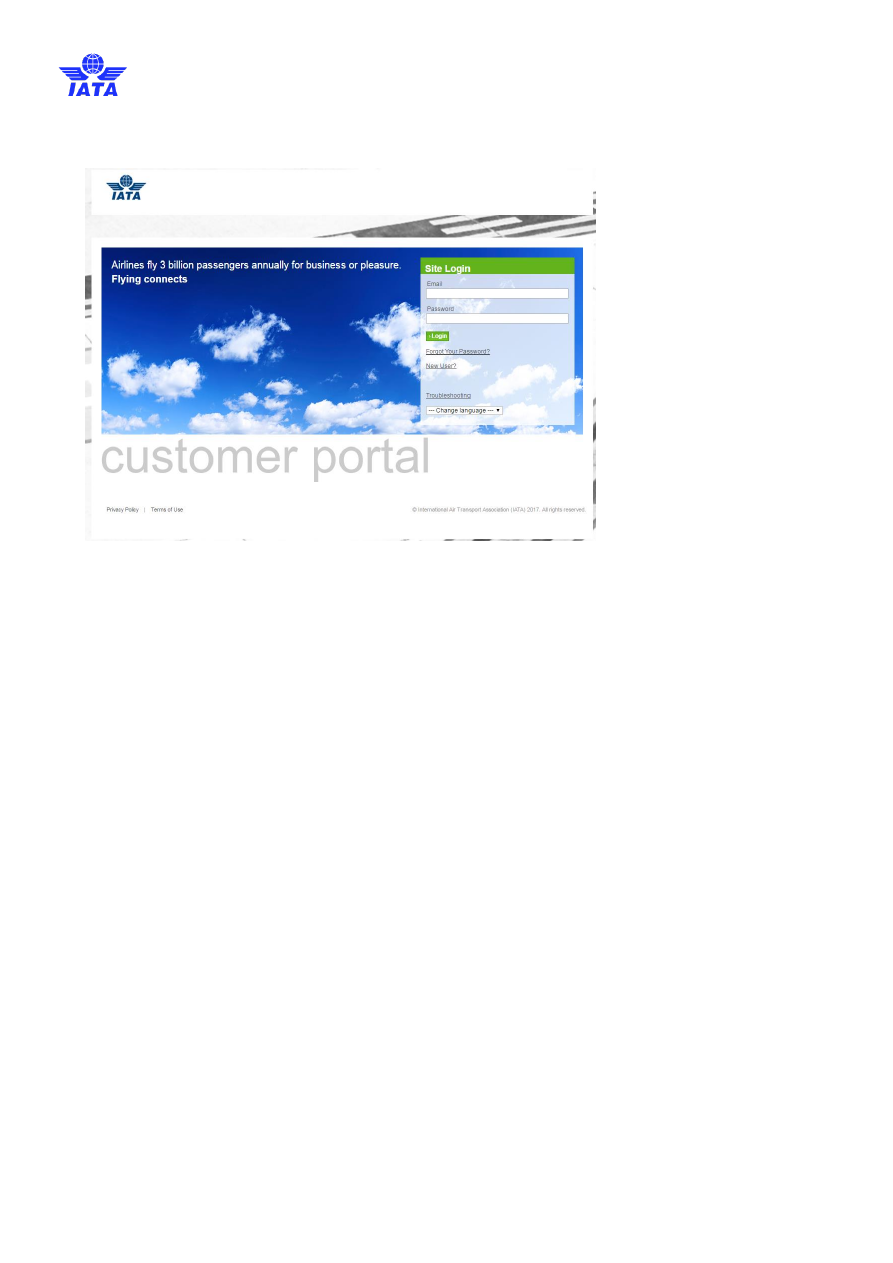 IATA
IATA
Airlines fly 3 billion passengers annually for business or pleasure.
Flying connects
Site Login
Email
Password
› Login
Forgot Your Password?
New User?
Troubleshooting
--- Change language --- ▼
customer portal
Privacy Policy | Terms of Use
© International Air Transport Association (IATA) 2017. All rights reserved.